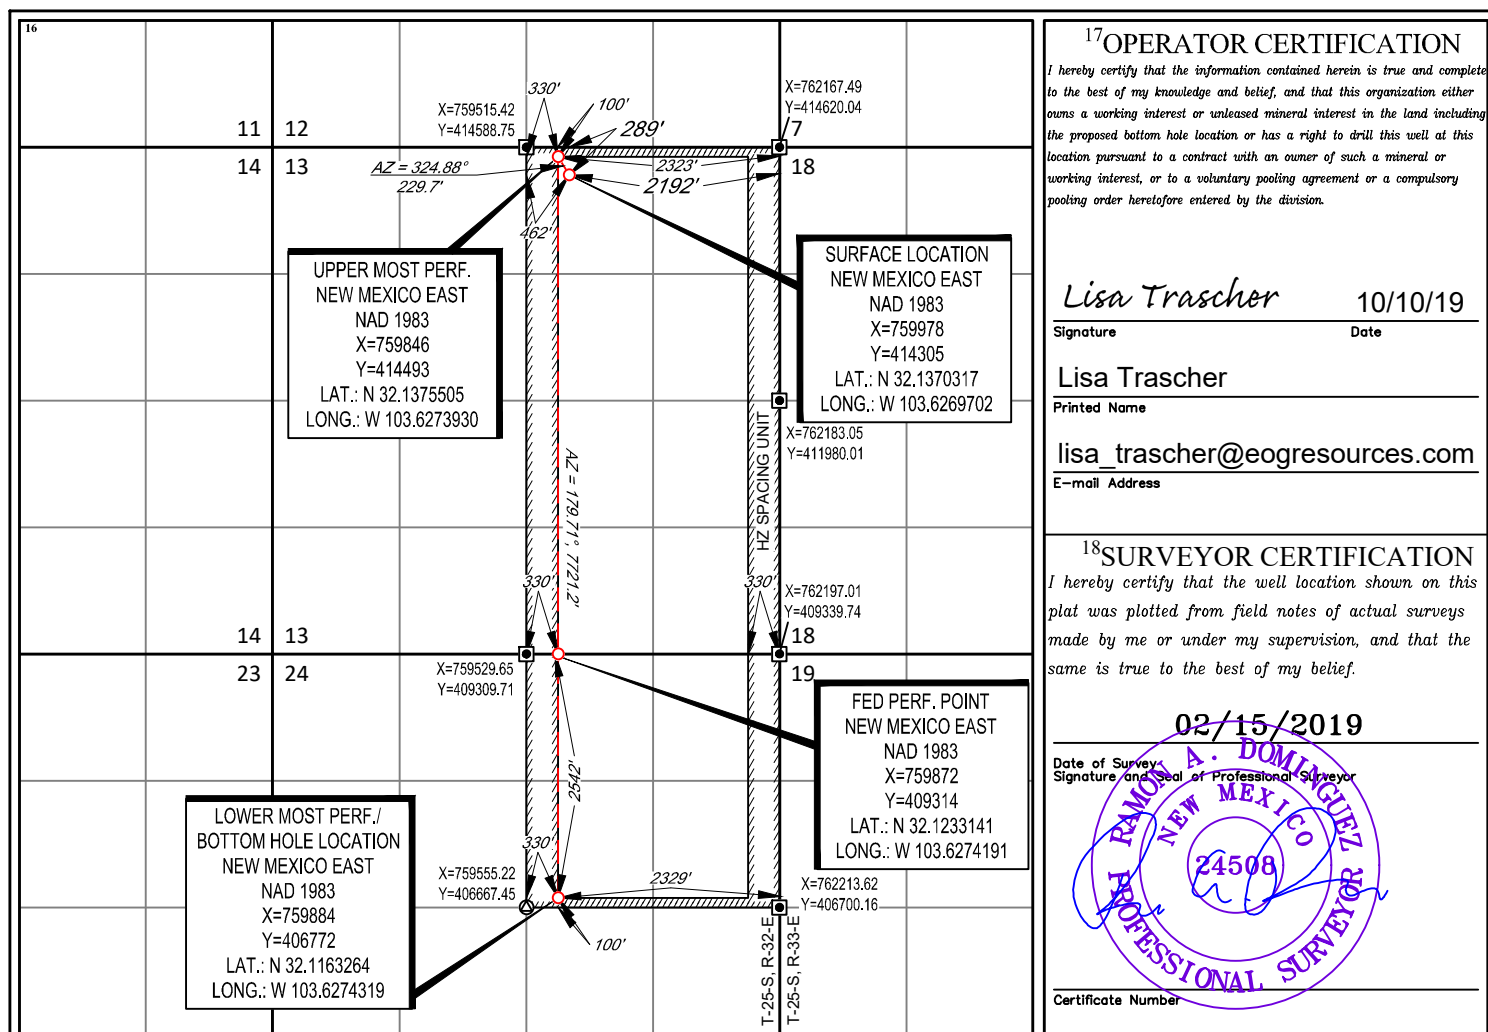 16
X=759515.42
Y=414588.75
330'
100'
289'
X=762167.49
Y=414620.04
11
12
7
14
13
18
AZ = 324.88°
229.7'
2323'
2192'
462'
UPPER MOST PERF.
NEW MEXICO EAST
NAD 1983
X=759846
Y=414493
LAT.: N 32.1375505
LONG.: W 103.6273930
SURFACE LOCATION
NEW MEXICO EAST
NAD 1983
X=759978
Y=414305
LAT.: N 32.1370317
LONG.: W 103.6269702
X=762183.05
Y=411980.01
HZ SPACING UNIT
AZ = 179.71°, 7721.2'
330'
330'
X=762197.01
Y=409339.74
14
13
18
23
24
19
X=759529.65
Y=409309.71
FED PERF. POINT
NEW MEXICO EAST
NAD 1983
X=759872
Y=409314
LAT.: N 32.1233141
LONG.: W 103.6274191
2542'
LOWER MOST PERF./
BOTTOM HOLE LOCATION
NEW MEXICO EAST
NAD 1983
X=759884
Y=406772
LAT.: N 32.1163264
LONG.: W 103.6274319
330'
X=759555.22
Y=406667.45
2329'
X=762213.62
Y=406700.16
100'
T-25-S, R-32-E
T-25-S, R-33-E
17OPERATOR CERTIFICATION
I hereby certify that the information contained herein is true and complete
to the best of my knowledge and belief, and that this organization either
owns a working interest or unleased mineral interest in the land including
the proposed bottom hole location or has a right to drill this well at this
location pursuant to a contract with an owner of such a mineral or
working interest, or to a voluntary pooling agreement or a compulsory
pooling order heretofore entered by the division.
Lisa Trascher 10/10/19
Signature Date
Lisa Trascher
Printed Name
lisa_trascher@eogresources.com
E-mail Address
18SURVEYOR CERTIFICATION
I hereby certify that the well location shown on this
plat was plotted from field notes of actual surveys
made by me or under my supervision, and that the
same is true to the best of my belief.
02/15/2019
Date of Survey
Signature and Seal of Professional Surveyor
RAMON A. DOMINGUEZ
NEW MEXICO
24508
PROFESSIONAL SURVEYOR
Certificate Number